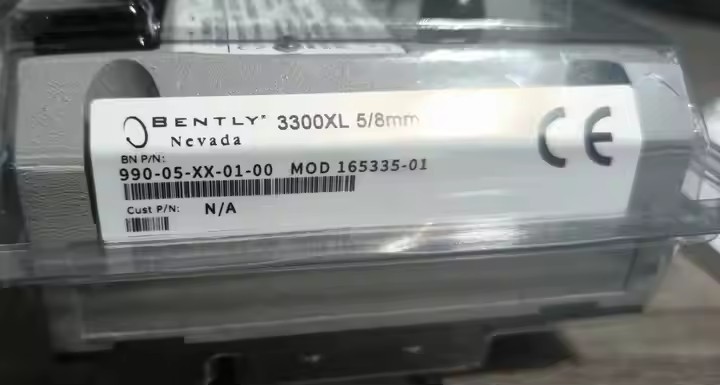 BENTLY 3300XL 5/8mm
Nevada
CE
BN P/N:
990-05-XX-01-00 MOD 165335-01
Cust P/N: N/A